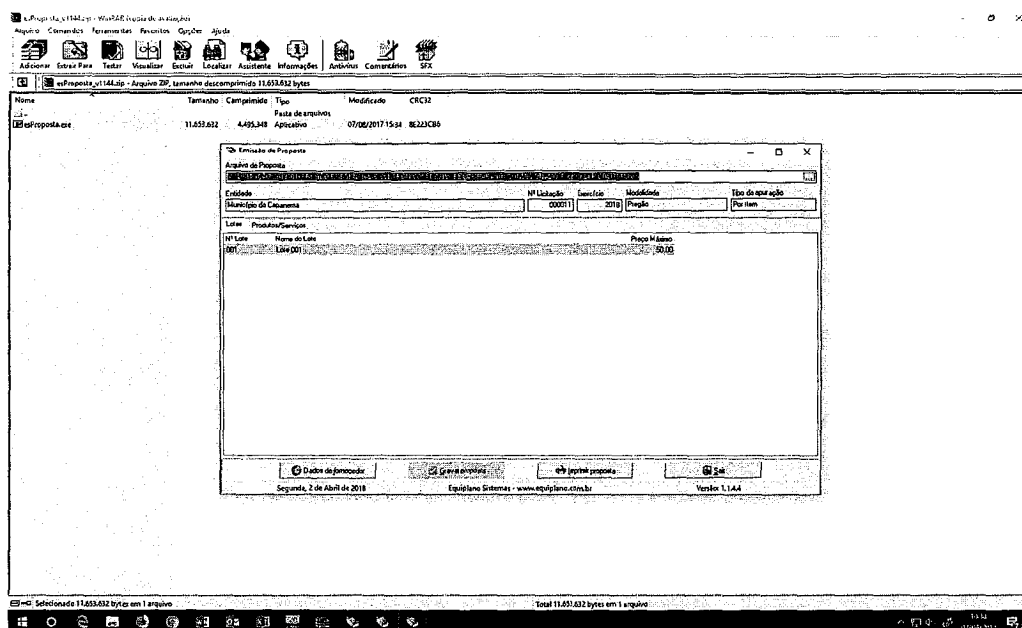 esProposta_v1144.zip - WinRAR (cópia de avaliação)
Arquivo Comandos Ferramentas Favoritos Opções Ajuda
Adicionar Extrair Para Testar Visualizar Excluir Localizar Assistente Informações Antivírus Comentários SFX
esProposta_v1144.zip - Arquivo ZIP, tamanho descomprimido 11.653.632 bytes
Nome Tamanho Comprimido Tipo Modificado CRC32
.. Pasta de arquivos
esProposta.exe 11.653.632 4.495.348 Aplicativo 07/08/2017 15:34 8E223CB6
Emissão de Proposta
Arquivo de Proposta
Entidade Nº Licitação Exercício Modalidade Tipo da apuração
Município de Capanema 000011 2018 Pregão Por item
Lotes Produtos/Serviços
Nº Lote Nome do Lote Preço Máximo
001 Lote 001 50,00
Dados do fornecedor Gravar proposta Imprimir proposta Sair
Segunda, 2 de Abril de 2018 Equiplano Sistemas - www.equiplano.com.br Versão: 1.1.4.4
Selecionado 11.653.632 bytes em 1 arquivo Total 11.653.632 bytes em 1 arquivo